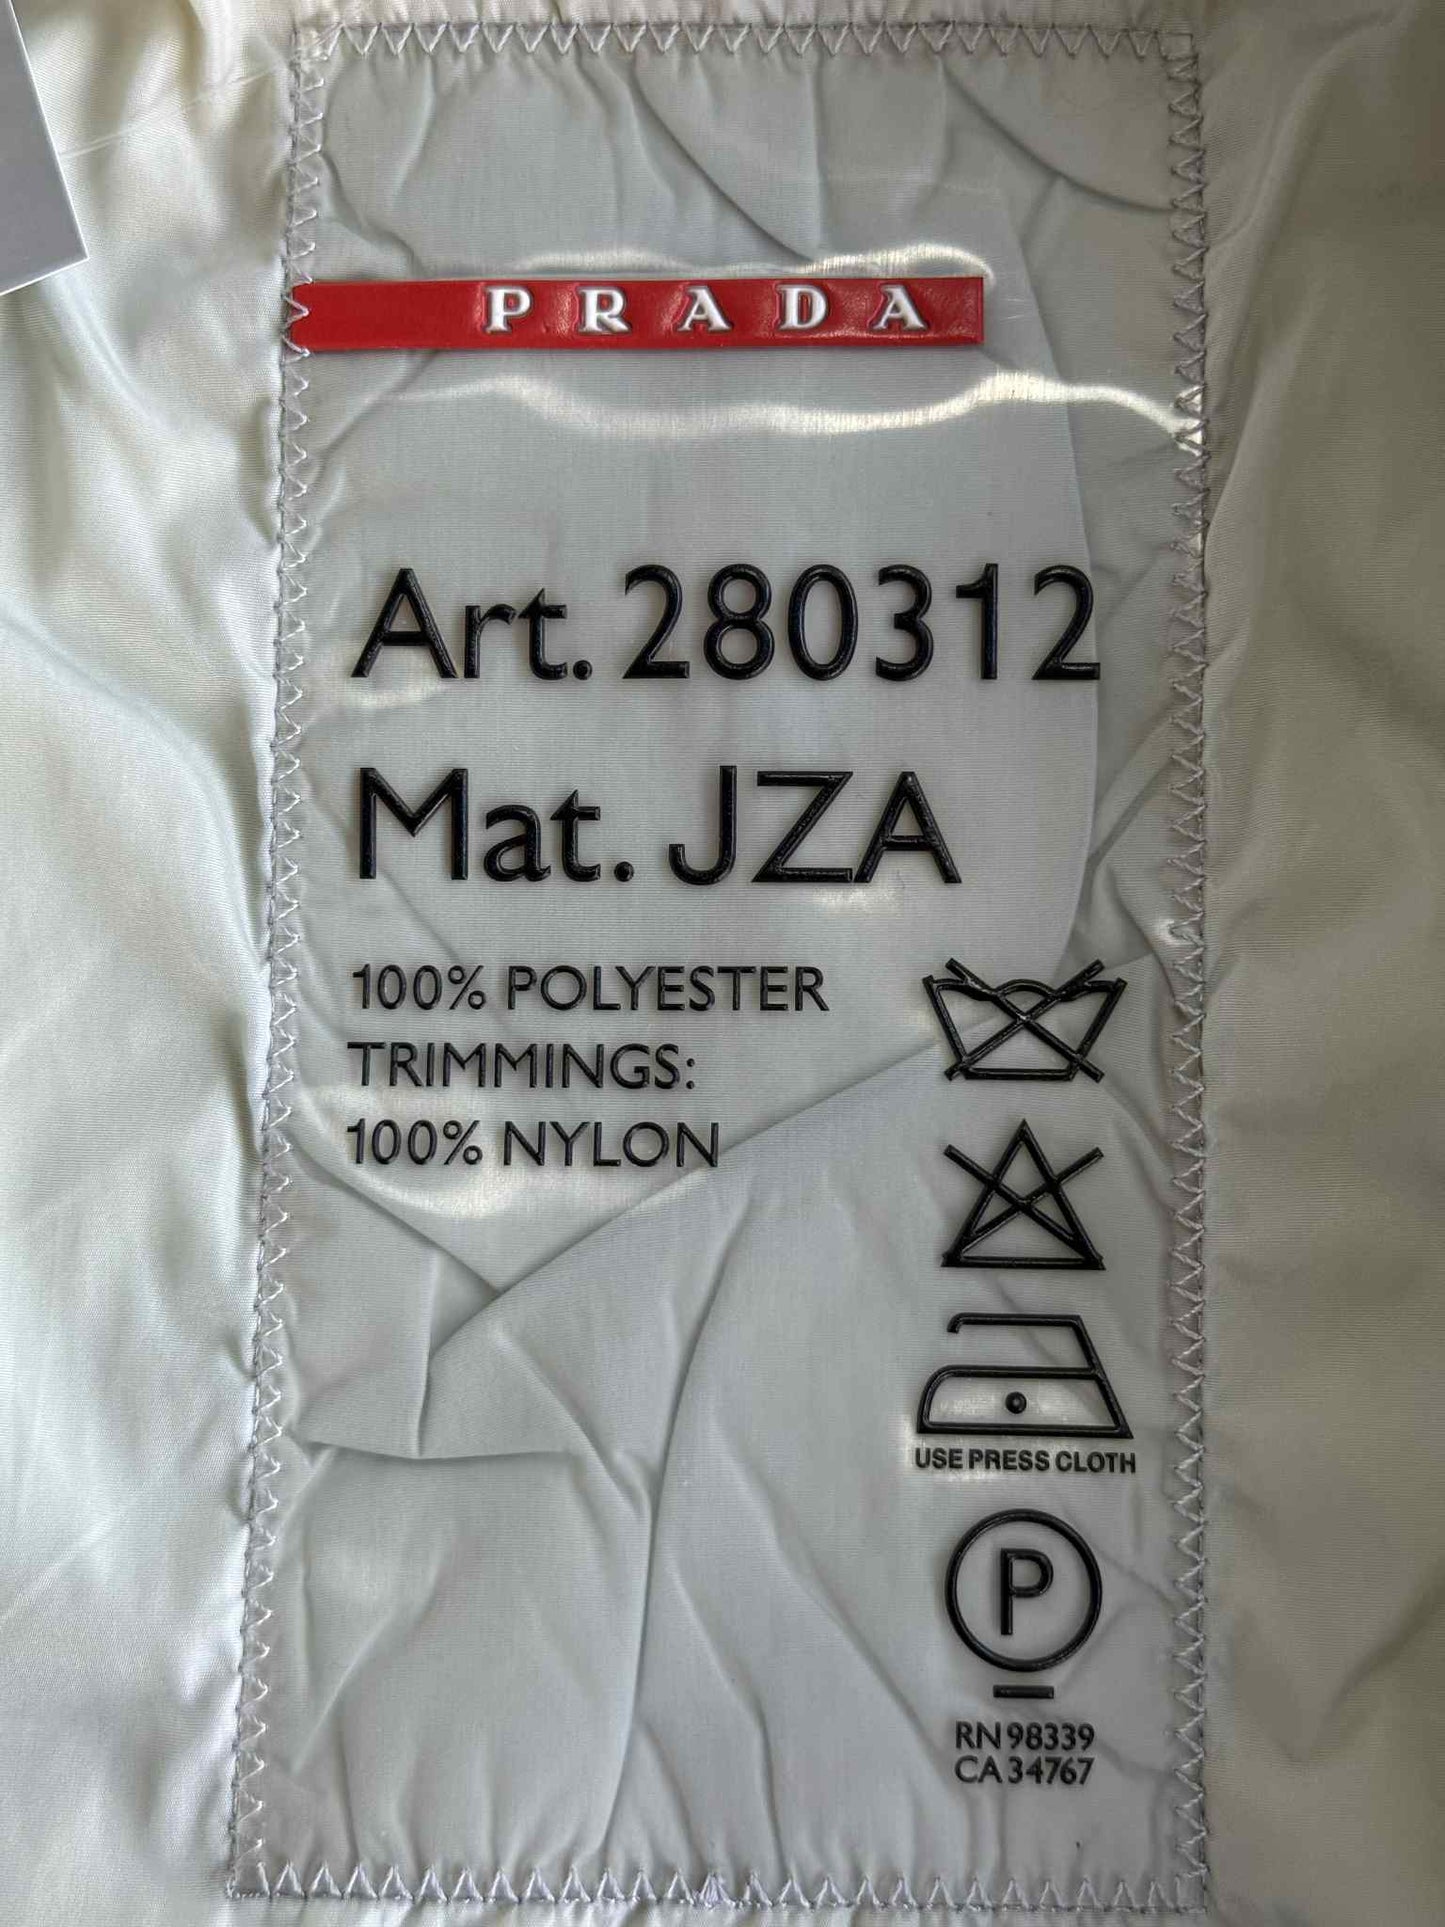 PRADA
Art. 280312
Mat. JZA
100% POLYESTER
TRIMMINGS:
100% NYLON
USE PRESS CLOTH
P
RN 98339
CA 34767